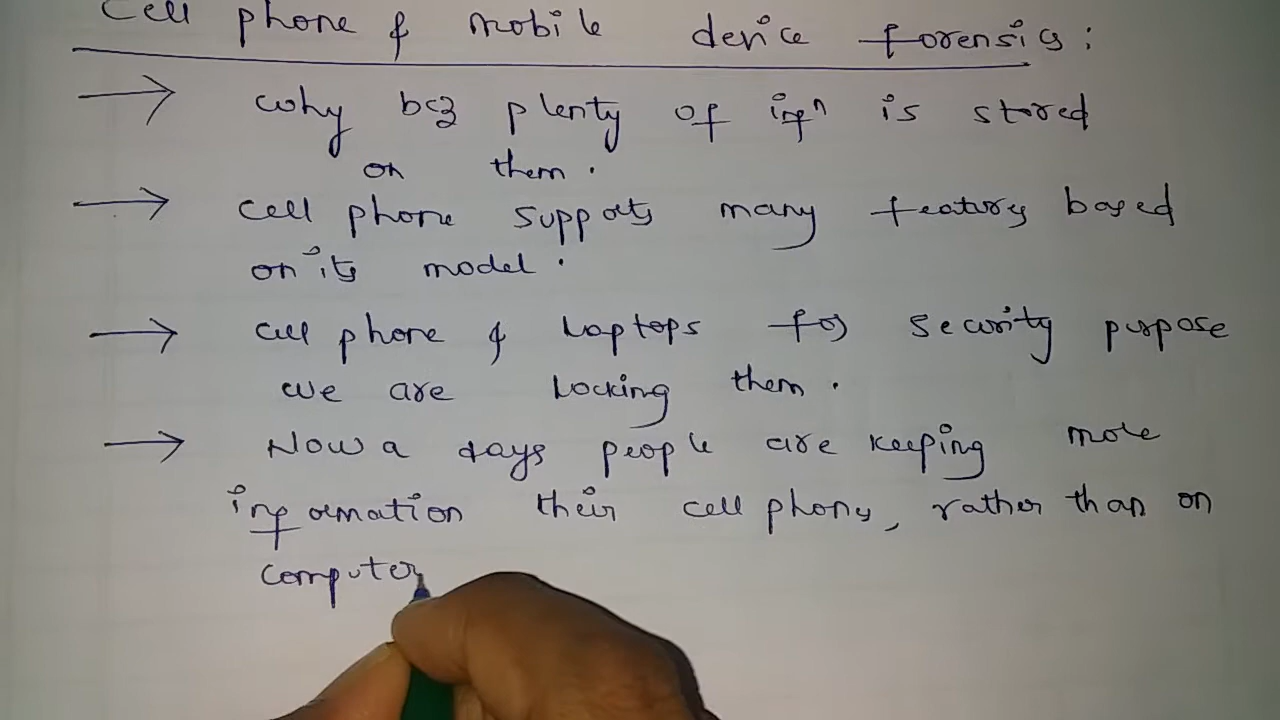 Cell phone & mobile device forensics:
→ why bcz plenty of infⁿ is stored
on them.
→ cell phone supports many features based
on its model.
→ cell phone & laptops for security purpose
we are locking them.
→ Now a days people are keeping more
information their cell phones, rather than on
computer